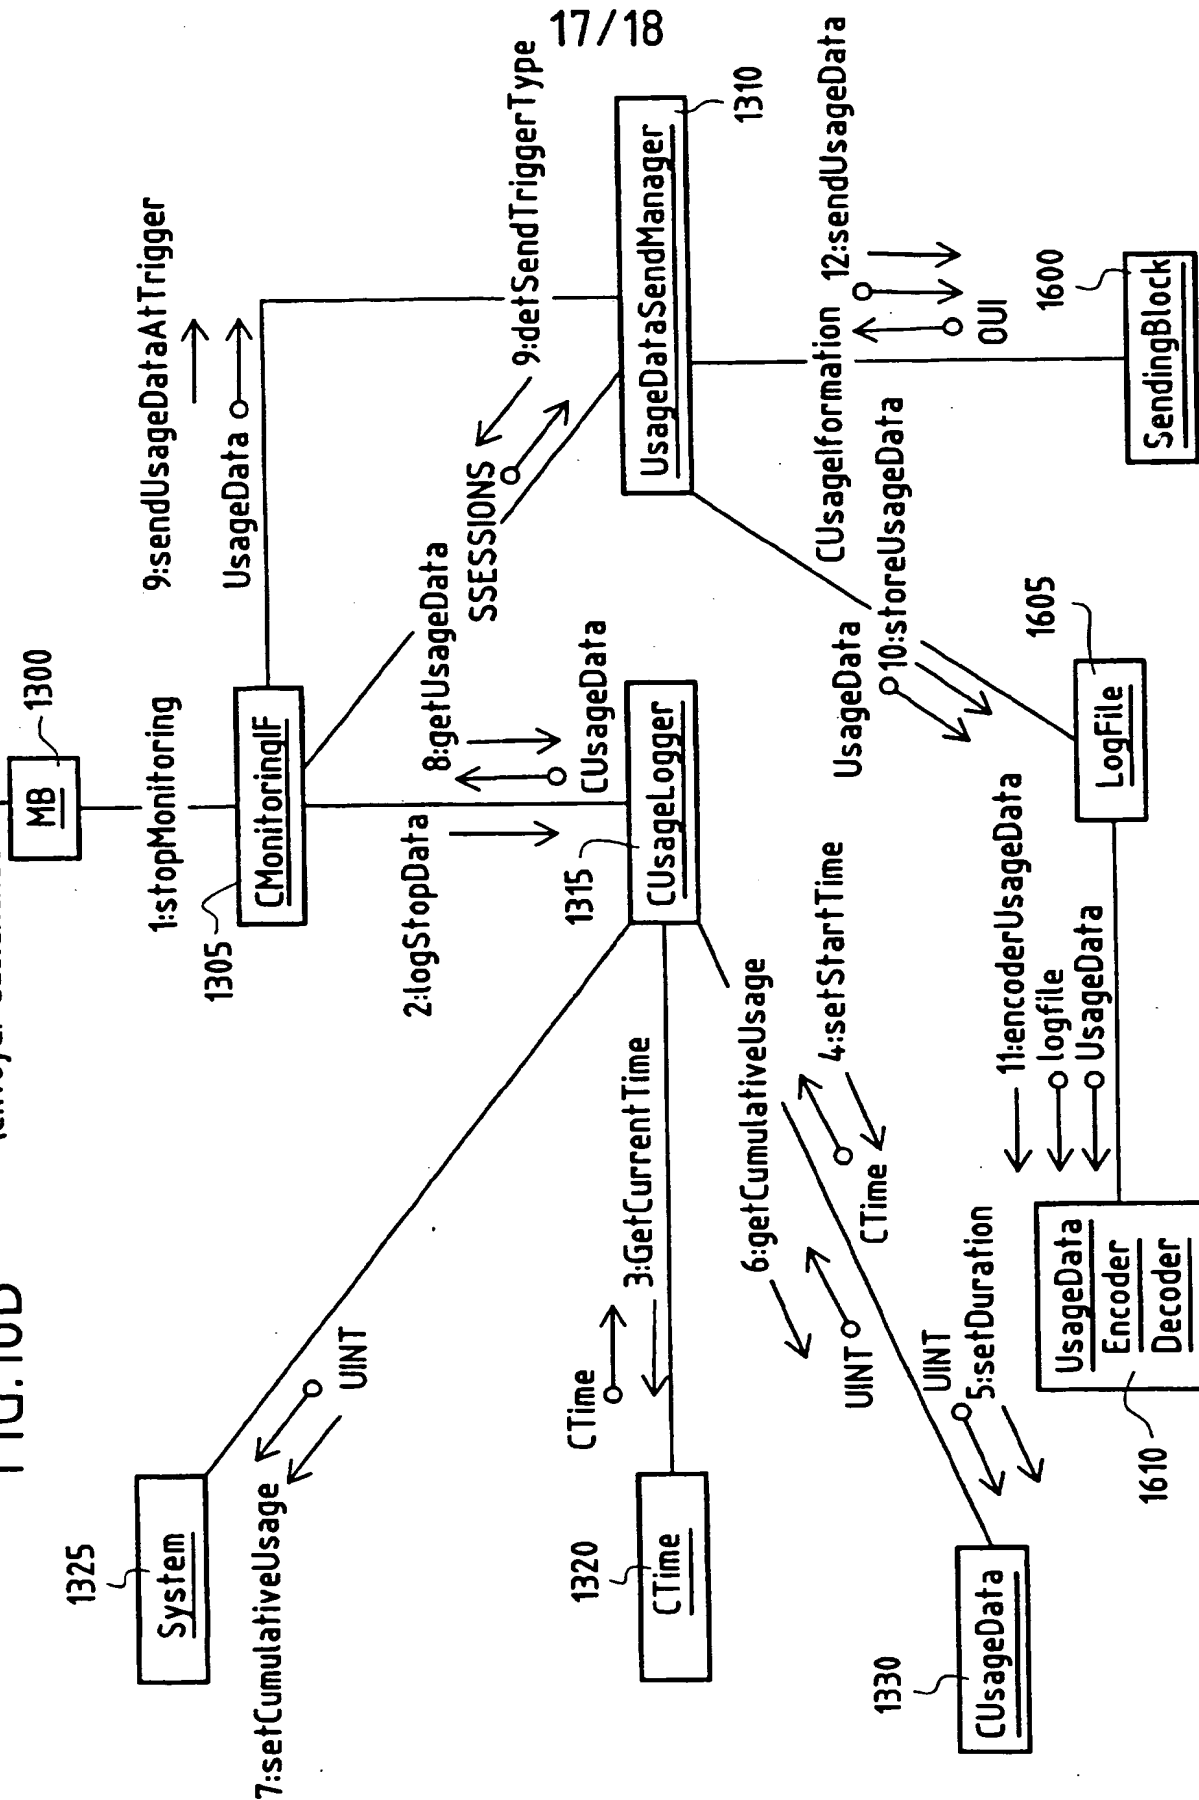 17/18
FIG.16B
MB
1300
1:stopMonitoring
CMonitoringIF
1305
9:sendUsageDataAtTrigger
UsageData
9:detSendTriggerType
SSESSIONS
UsageDataSendManager
1310
8:getUsageData
CUsageData
2:logStopData
CUsageLogger
1315
System
1325
7:setCumulativeUsage
UINT
CTime
3:GetCurrentTime
CTime
1320
6:getCumulativeUsage
UINT
4:setStartTime
CTime
UINT
5:setDuration
CUsageData
1330
CUsageIformation
12:sendUsageData
OUI
SendingBlock
1600
UsageData
10:storeUsageData
LogFile
1605
11:encoderUsageData
logfile
UsageData
UsageData
Encoder
Decoder
1610